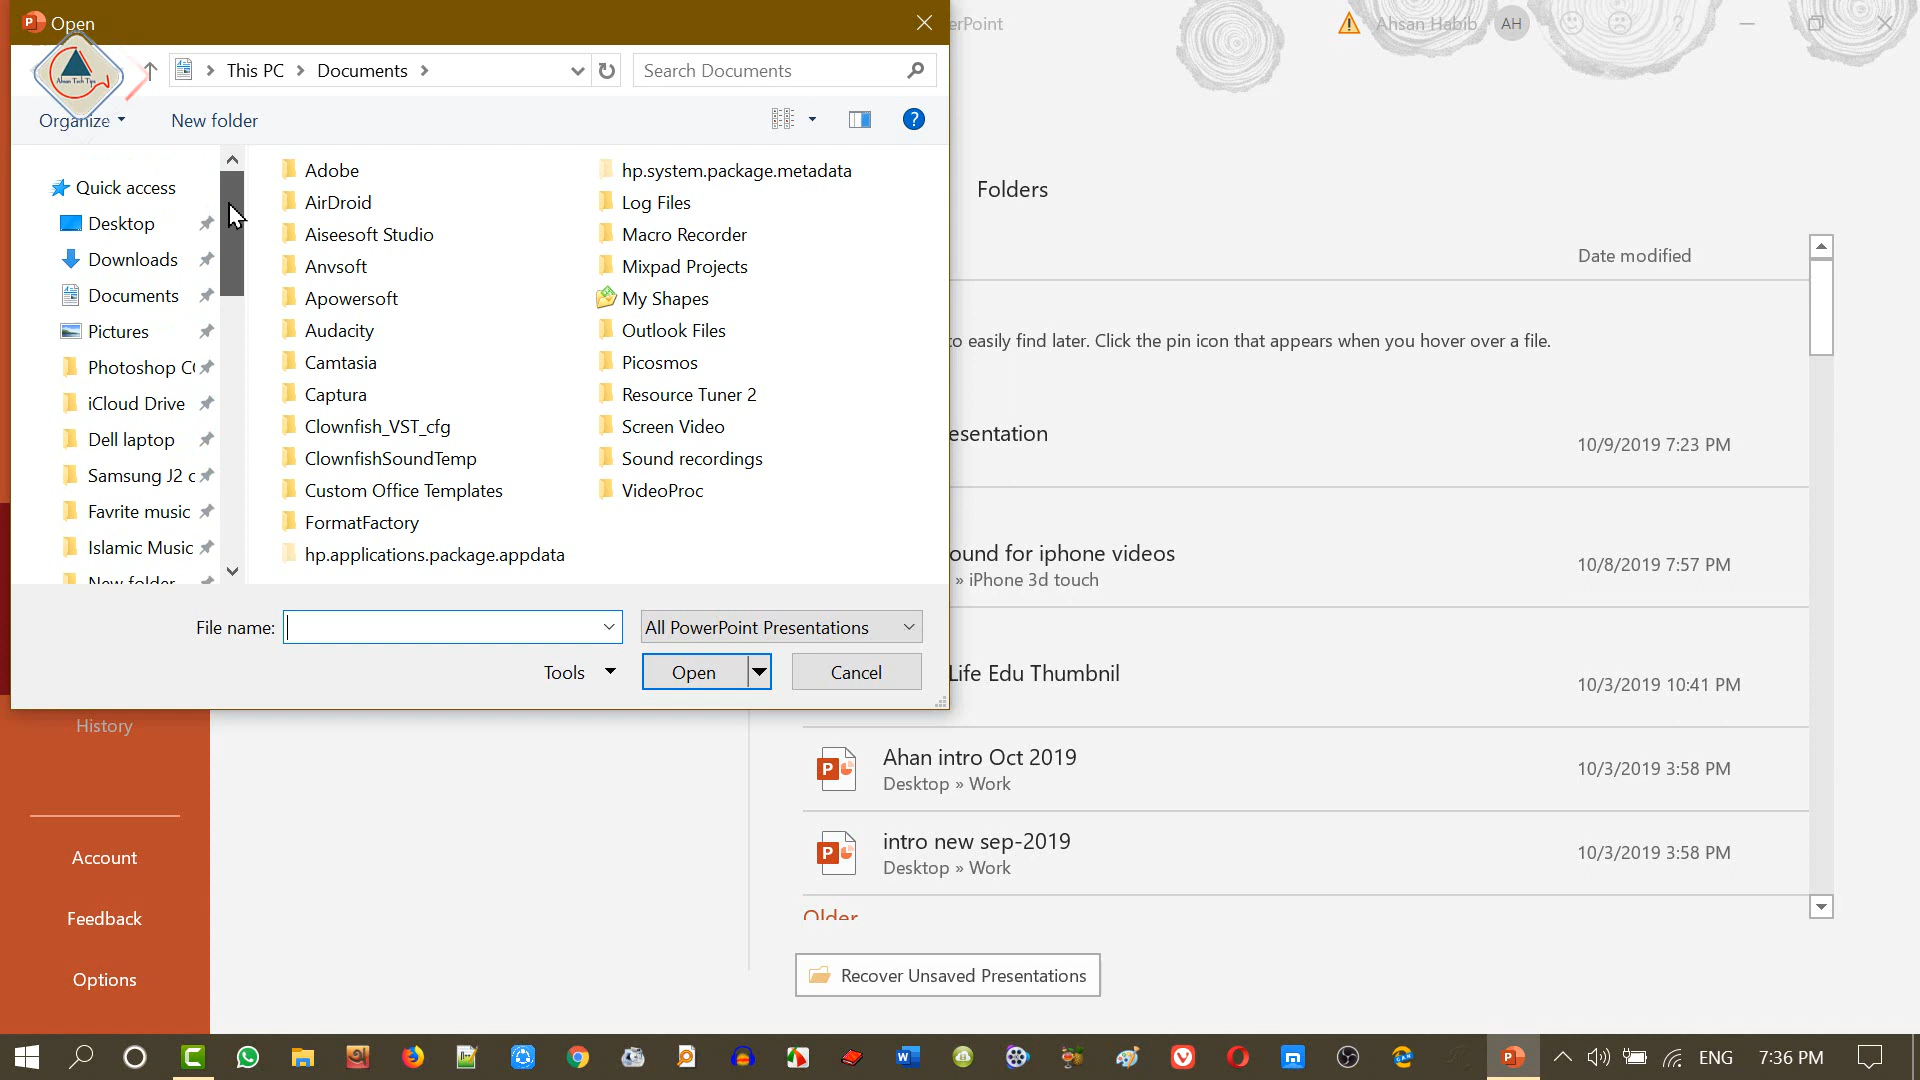 Open
This PC
Documents
Search Documents
Organize
New folder
Quick access
Desktop
Downloads
Documents
Pictures
Photoshop
iCloud Drive
Dell laptop
Samsung J2
Favrite music
Islamic Music
New folder
Adobe
AirDroid
Aiseesoft Studio
Anvsoft
Apowersoft
Audacity
Camtasia
Captura
Clownfish_VST_cfg
ClownfishSoundTemp
Custom Office Templates
FormatFactory
hp.applications.package.appdata
hp.system.package.metadata
Log Files
Macro Recorder
Mixpad Projects
My Shapes
Outlook Files
Picosmos
Resource Tuner 2
Screen Video
Sound recordings
VideoProc
File name:
All PowerPoint Presentations
Tools
Open
Cancel
erPoint
Ahsan Habib
AH
Folders
Date modified
to easily find later. Click the pin icon that appears when you hover over a file.
esentation
10/9/2019 7:23 PM
ound for iphone videos
» iPhone 3d touch
10/8/2019 7:57 PM
Life Edu Thumbnil
10/3/2019 10:41 PM
Ahan intro Oct 2019
Desktop » Work
10/3/2019 3:58 PM
intro new sep-2019
Desktop » Work
10/3/2019 3:58 PM
Older
Recover Unsaved Presentations
History
Account
Feedback
Options
ENG
7:36 PM
Ahsan Tech Tips